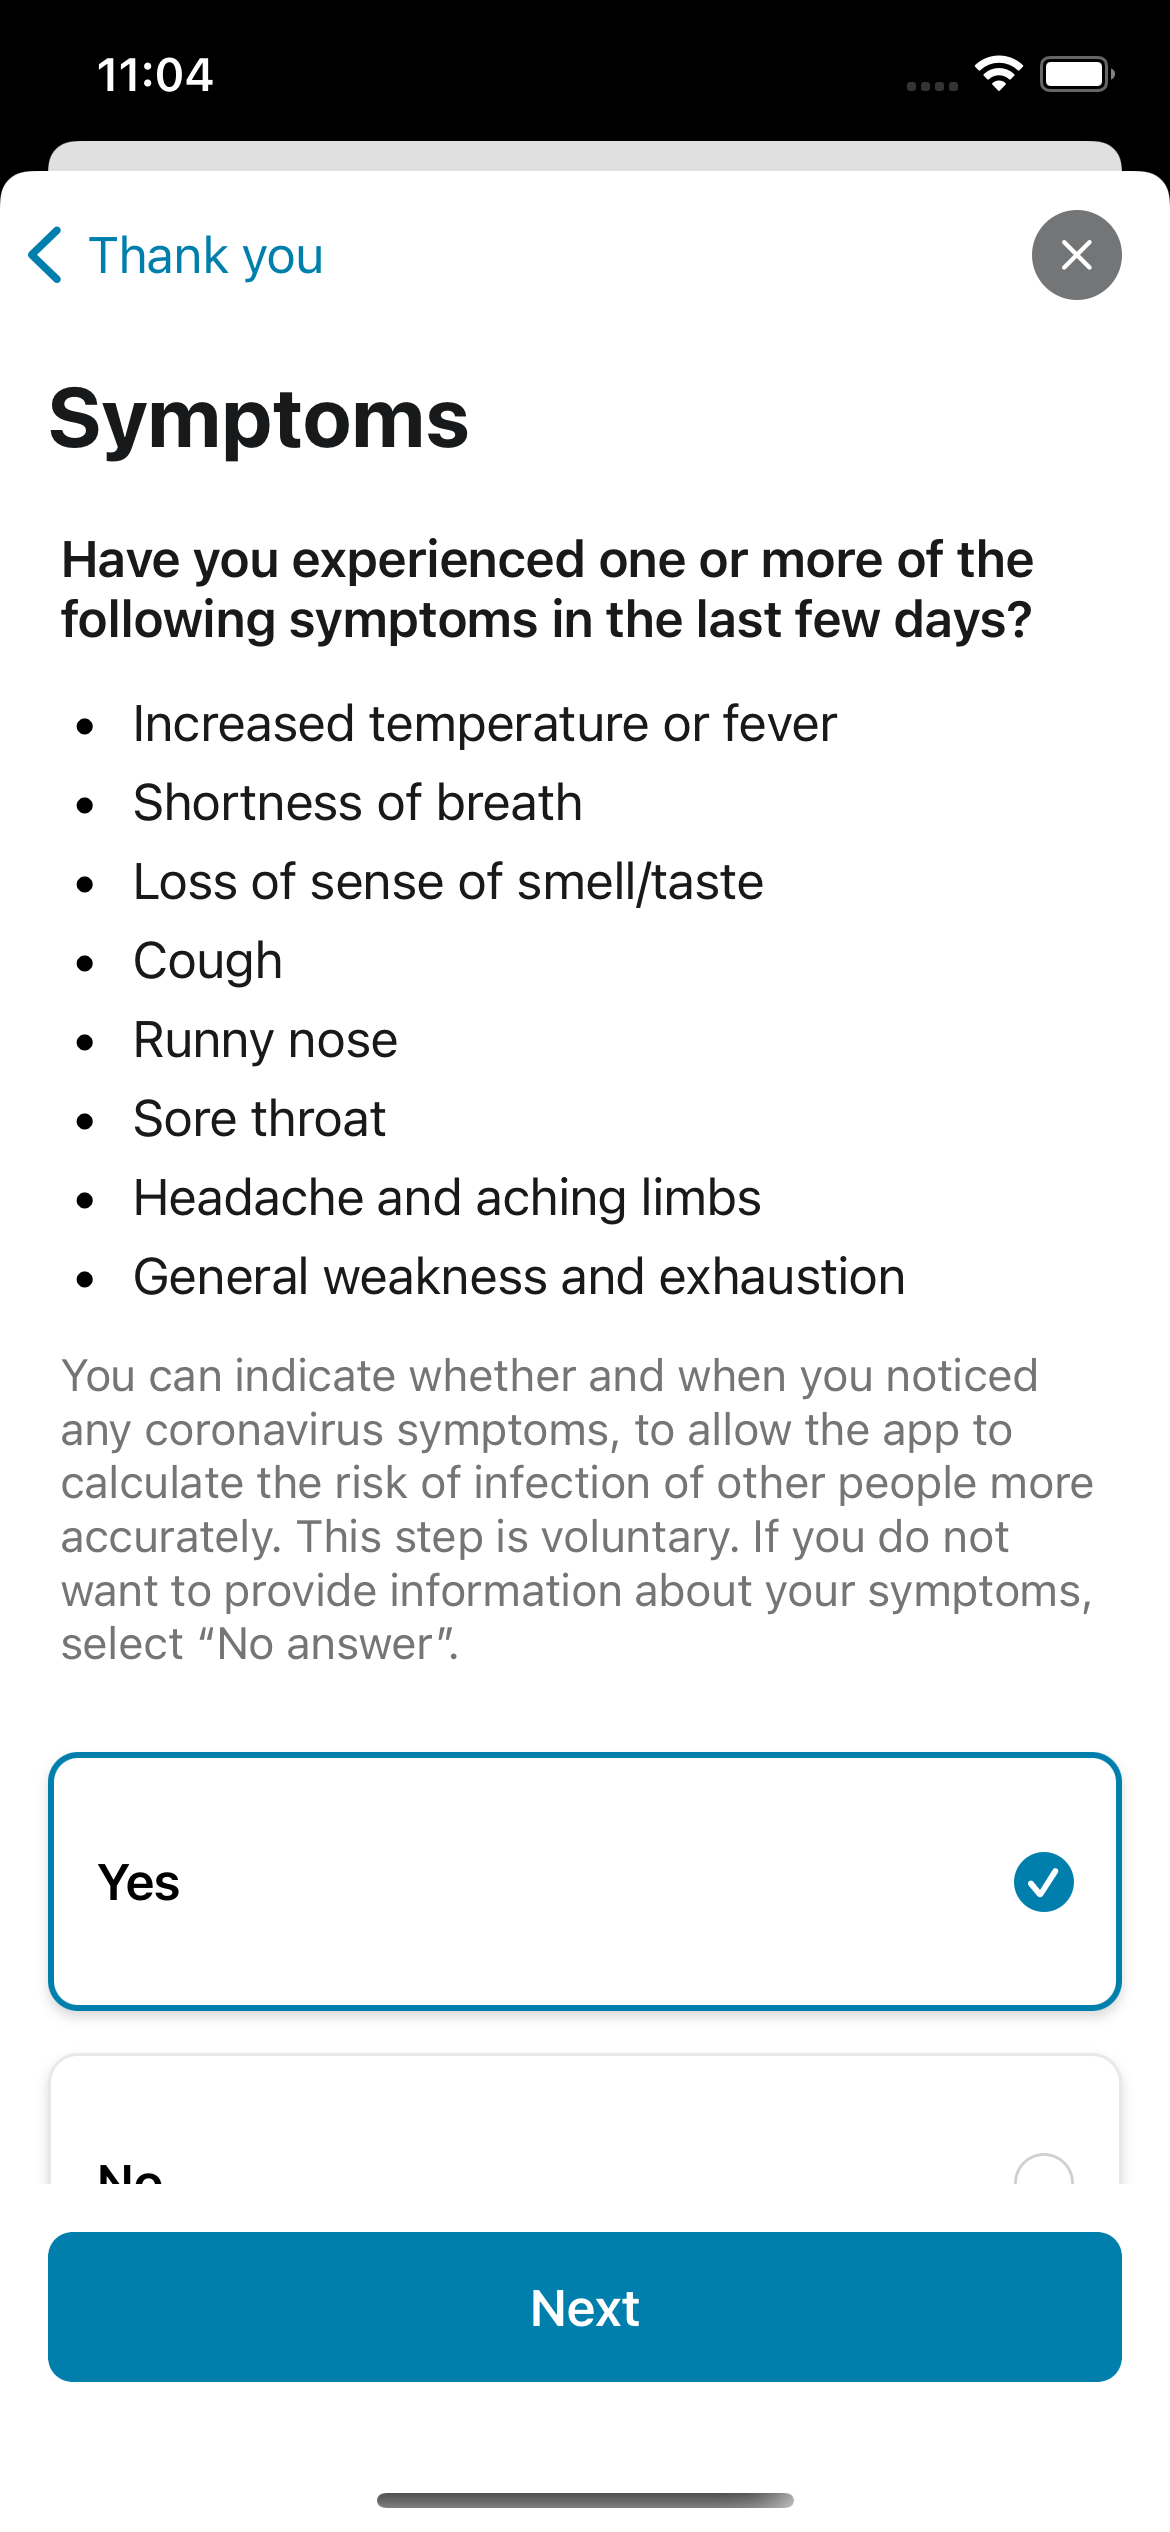 11:04
Thank you
Symptoms
Have you experienced one or more of the
following symptoms in the last few days?
• Increased temperature or fever
• Shortness of breath
• Loss of sense of smell/taste
• Cough
• Runny nose
• Sore throat
• Headache and aching limbs
• General weakness and exhaustion
You can indicate whether and when you noticed
any coronavirus symptoms, to allow the app to
calculate the risk of infection of other people more
accurately. This step is voluntary. If you do not
want to provide information about your symptoms,
select “No answer”.
Yes
No
Next